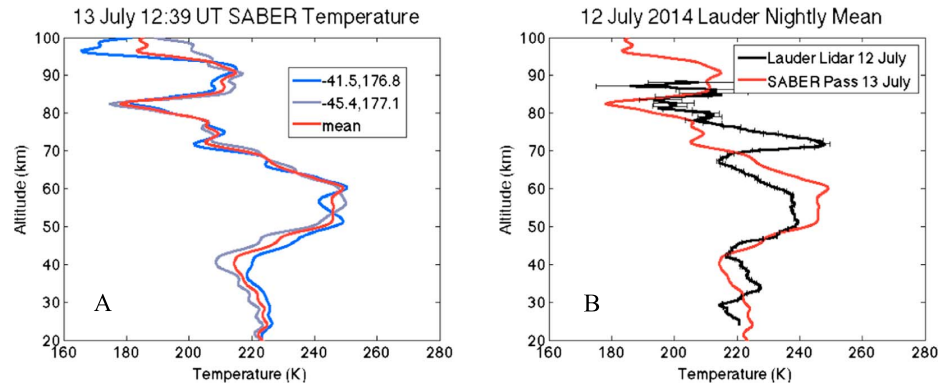 13 July 12:39 UT SABER Temperature
100
90
80
70
60
50
40
30
20
Altitude (km)
-41.5,176.8
-45.4,177.1
mean
A
160 180 200 220 240 260 280
Temperature (K)
12 July 2014 Lauder Nightly Mean
100
90
80
70
60
50
40
30
20
Altitude (km)
Lauder Lidar 12 July
SABER Pass 13 July
B
160 180 200 220 240 260 280
Temperature (K)